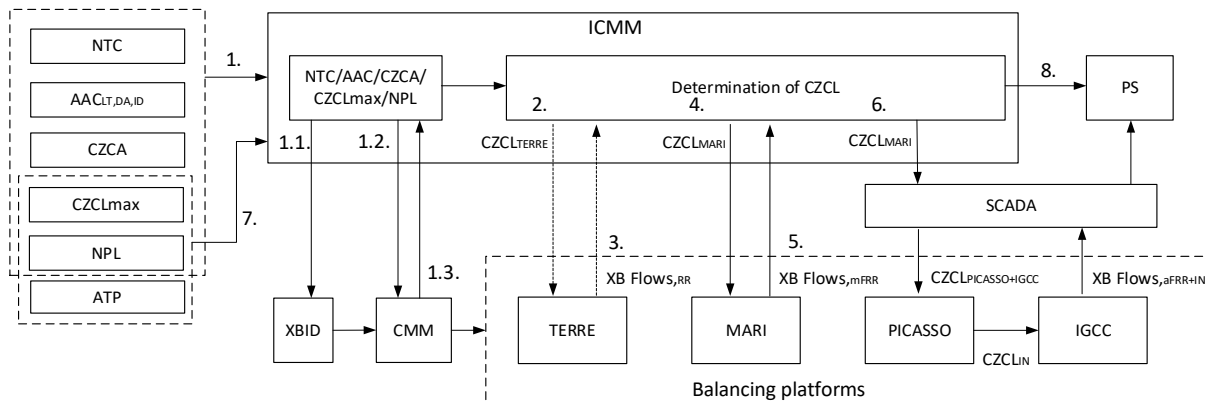 ICMM
NTC
1.
NTC/AAC/CZCA/
CZCLmax/NPL
Determination of CZCL
8.
PS
AACLT,DA,ID
2.
4.
6.
1.1.
1.2.
CZCA
CZCLTERRE
CZCLMARI
CZCLMARI
CZCLmax
7.
SCADA
NPL
3.
5.
1.3.
XB Flows,RR
XB Flows,mFRR
CZCLPICASSO+IGCC
XB Flows,aFRR+IN
ATP
XBID
CMM
TERRE
MARI
PICASSO
IGCC
CZCLIN
Balancing platforms